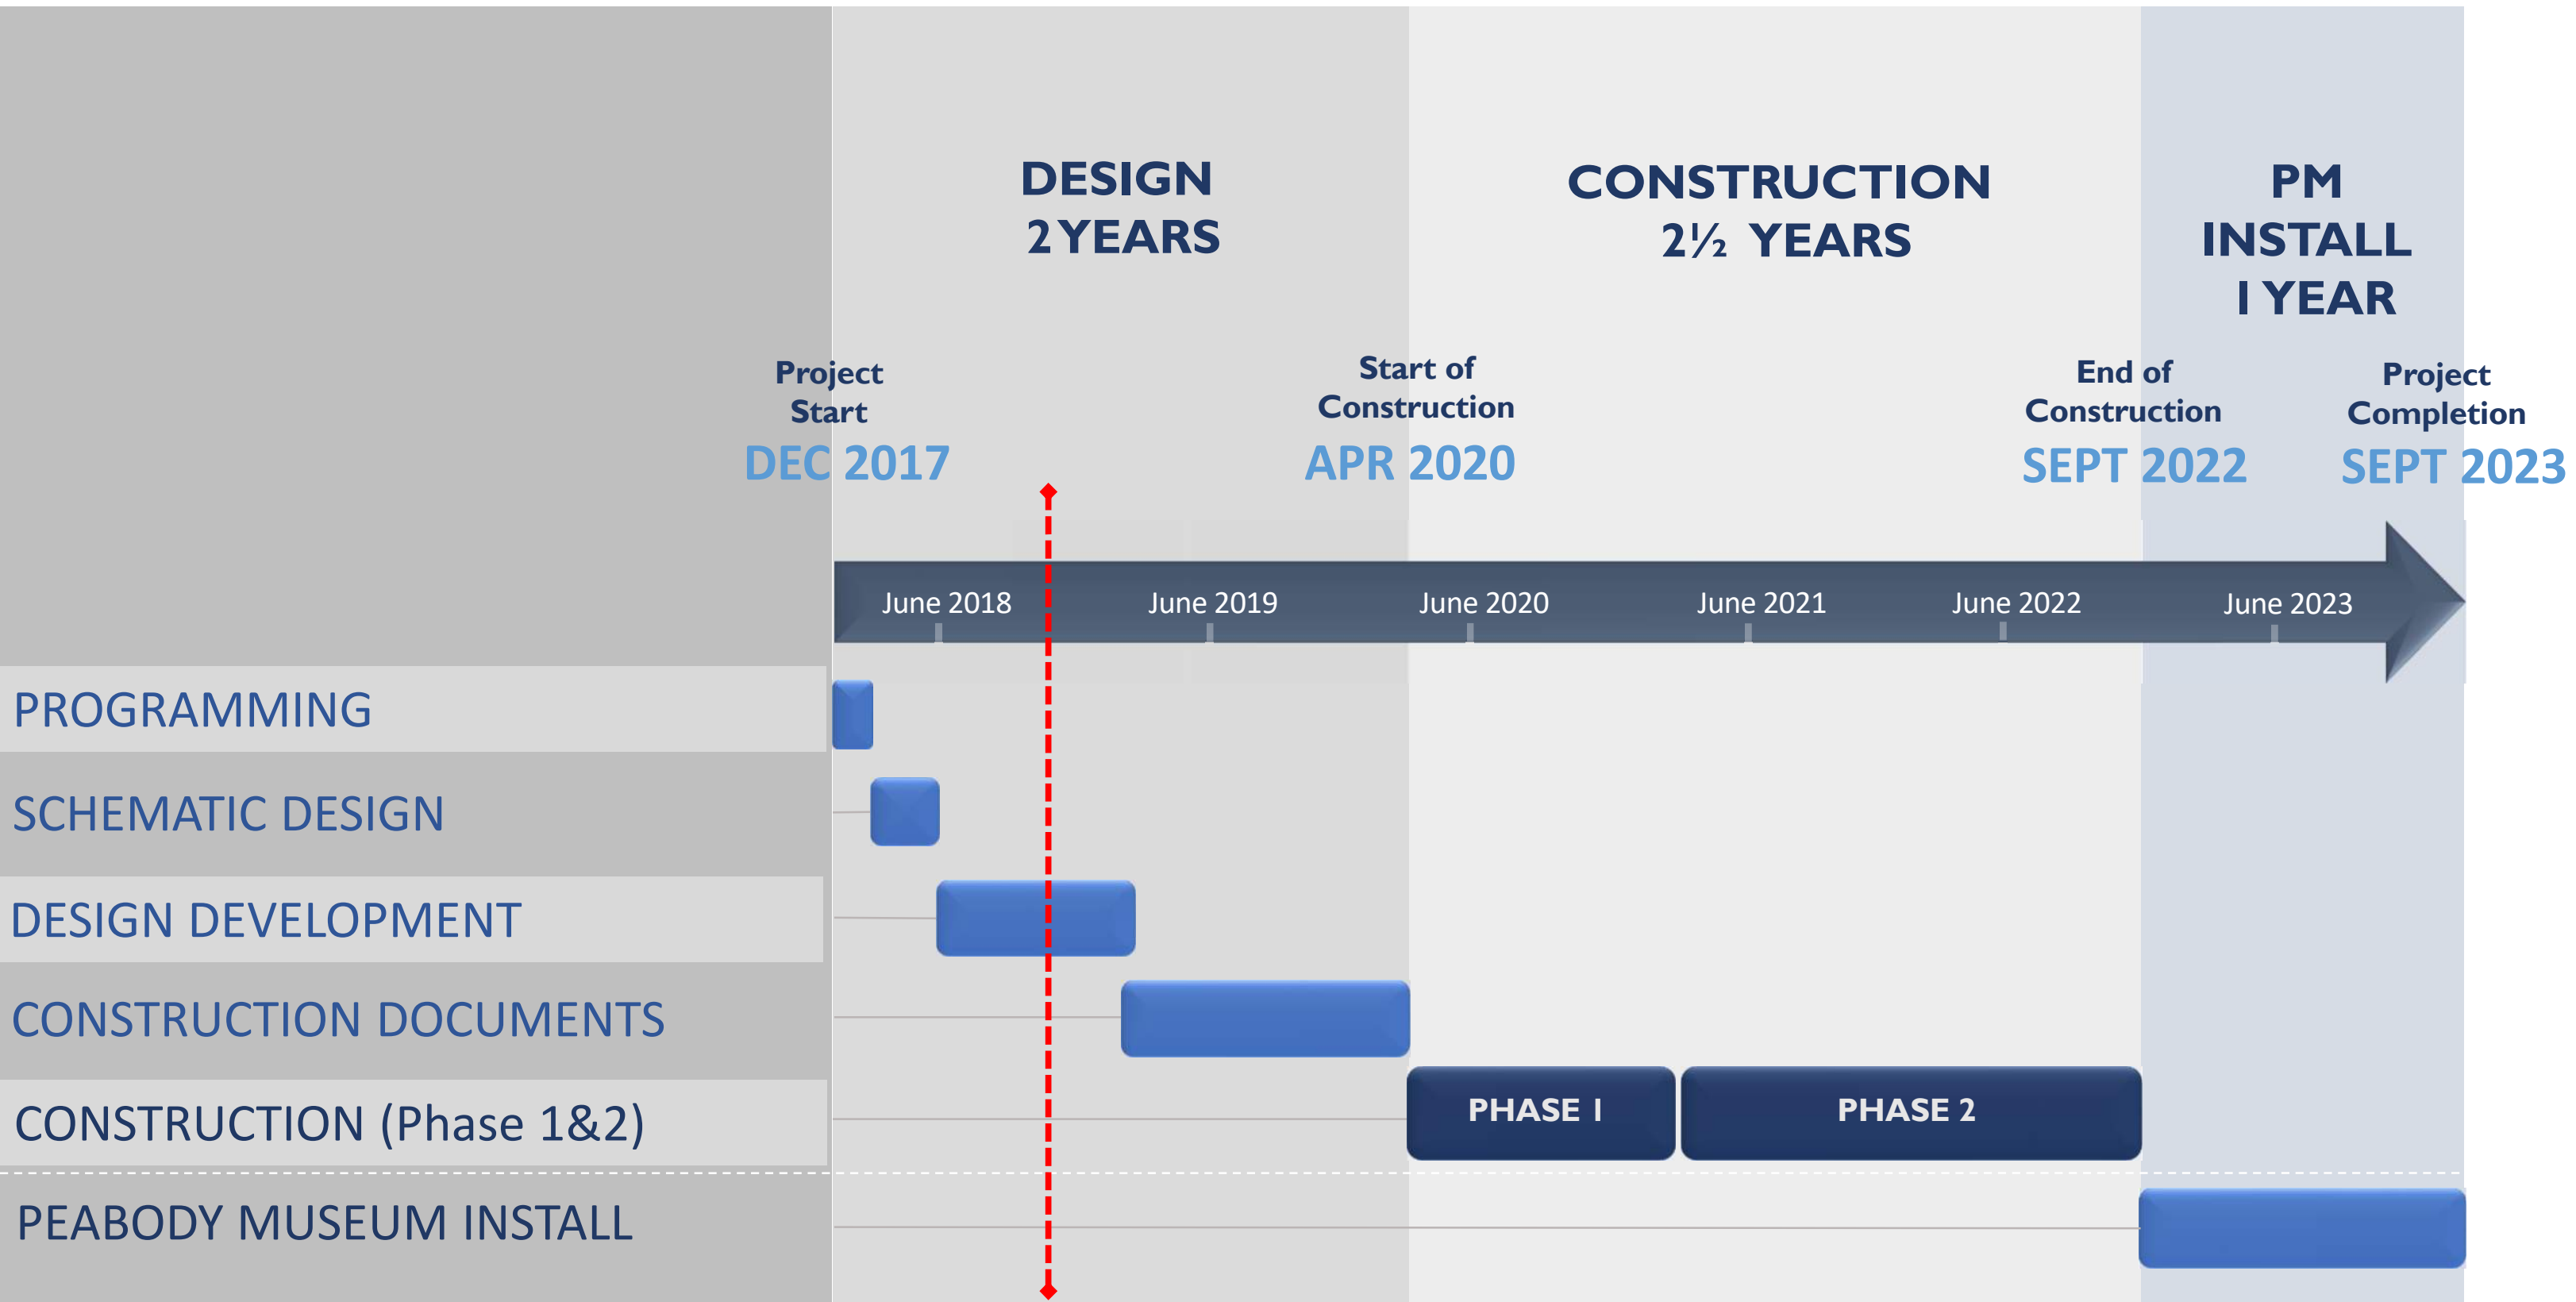 DESIGN
2 YEARS
CONSTRUCTION
2½ YEARS
PM
INSTALL
1 YEAR
Project
Start
DEC 2017
Start of
Construction
APR 2020
End of
Construction
SEPT 2022
Project
Completion
SEPT 2023
June 2018
June 2019
June 2020
June 2021
June 2022
June 2023
PROGRAMMING
SCHEMATIC DESIGN
DESIGN DEVELOPMENT
CONSTRUCTION DOCUMENTS
CONSTRUCTION (Phase 1&2)
PHASE 1
PHASE 2
PEABODY MUSEUM INSTALL